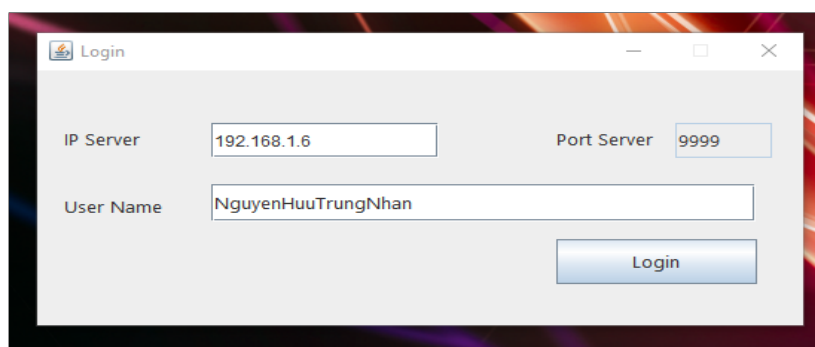 Login
IP Server 192.168.1.6 Port Server 9999
User Name NguyenHuuTrungNhan
Login